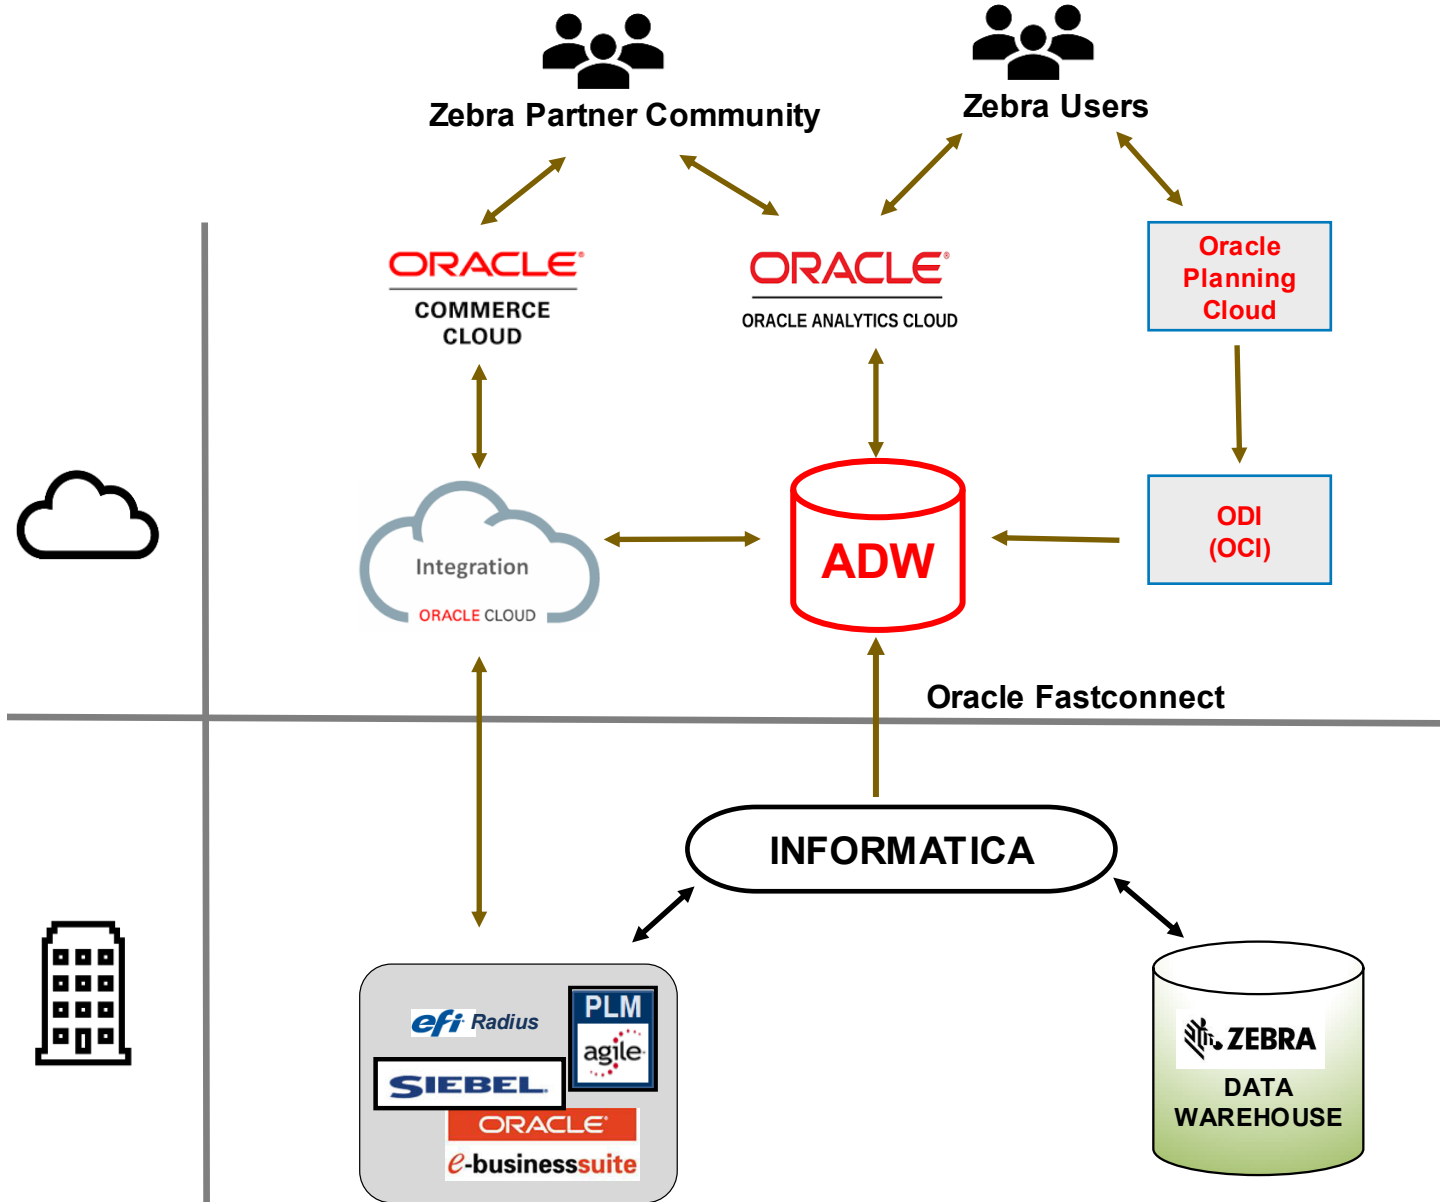 Zebra Partner Community
Zebra Users
ORACLE®
COMMERCE
CLOUD
ORACLE®
ORACLE ANALYTICS CLOUD
Oracle
Planning
Cloud
Integration
ORACLE CLOUD
ADW
ODI
(OCI)
Oracle Fastconnect
INFORMATICA
efi Radius
PLM
agile
SIEBEL.
ORACLE®
e-businesssuite
ZEBRA
DATA
WAREHOUSE